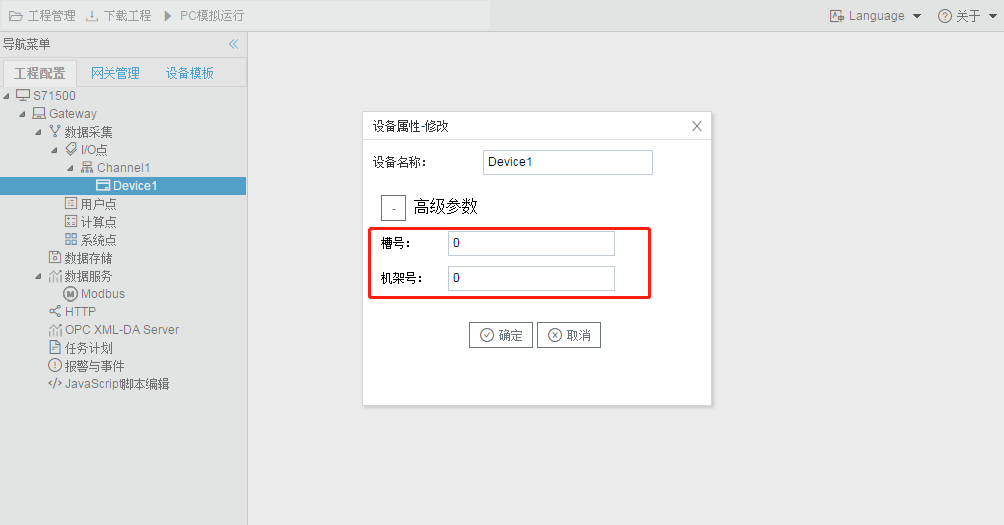 工程管理 下载工程 PC模拟运行 Language 关于
导航菜单
工程配置 网关管理 设备模板
S71500
Gateway
数据采集
I/O点
Channel1
Device1
用户点
计算点
系统点
数据存储
数据服务
Modbus
HTTP
OPC XML-DA Server
任务计划
报警与事件
JavaScript脚本编辑
设备属性-修改
设备名称: Device1
- 高级参数
槽号: 0
机架号: 0
确定 取消